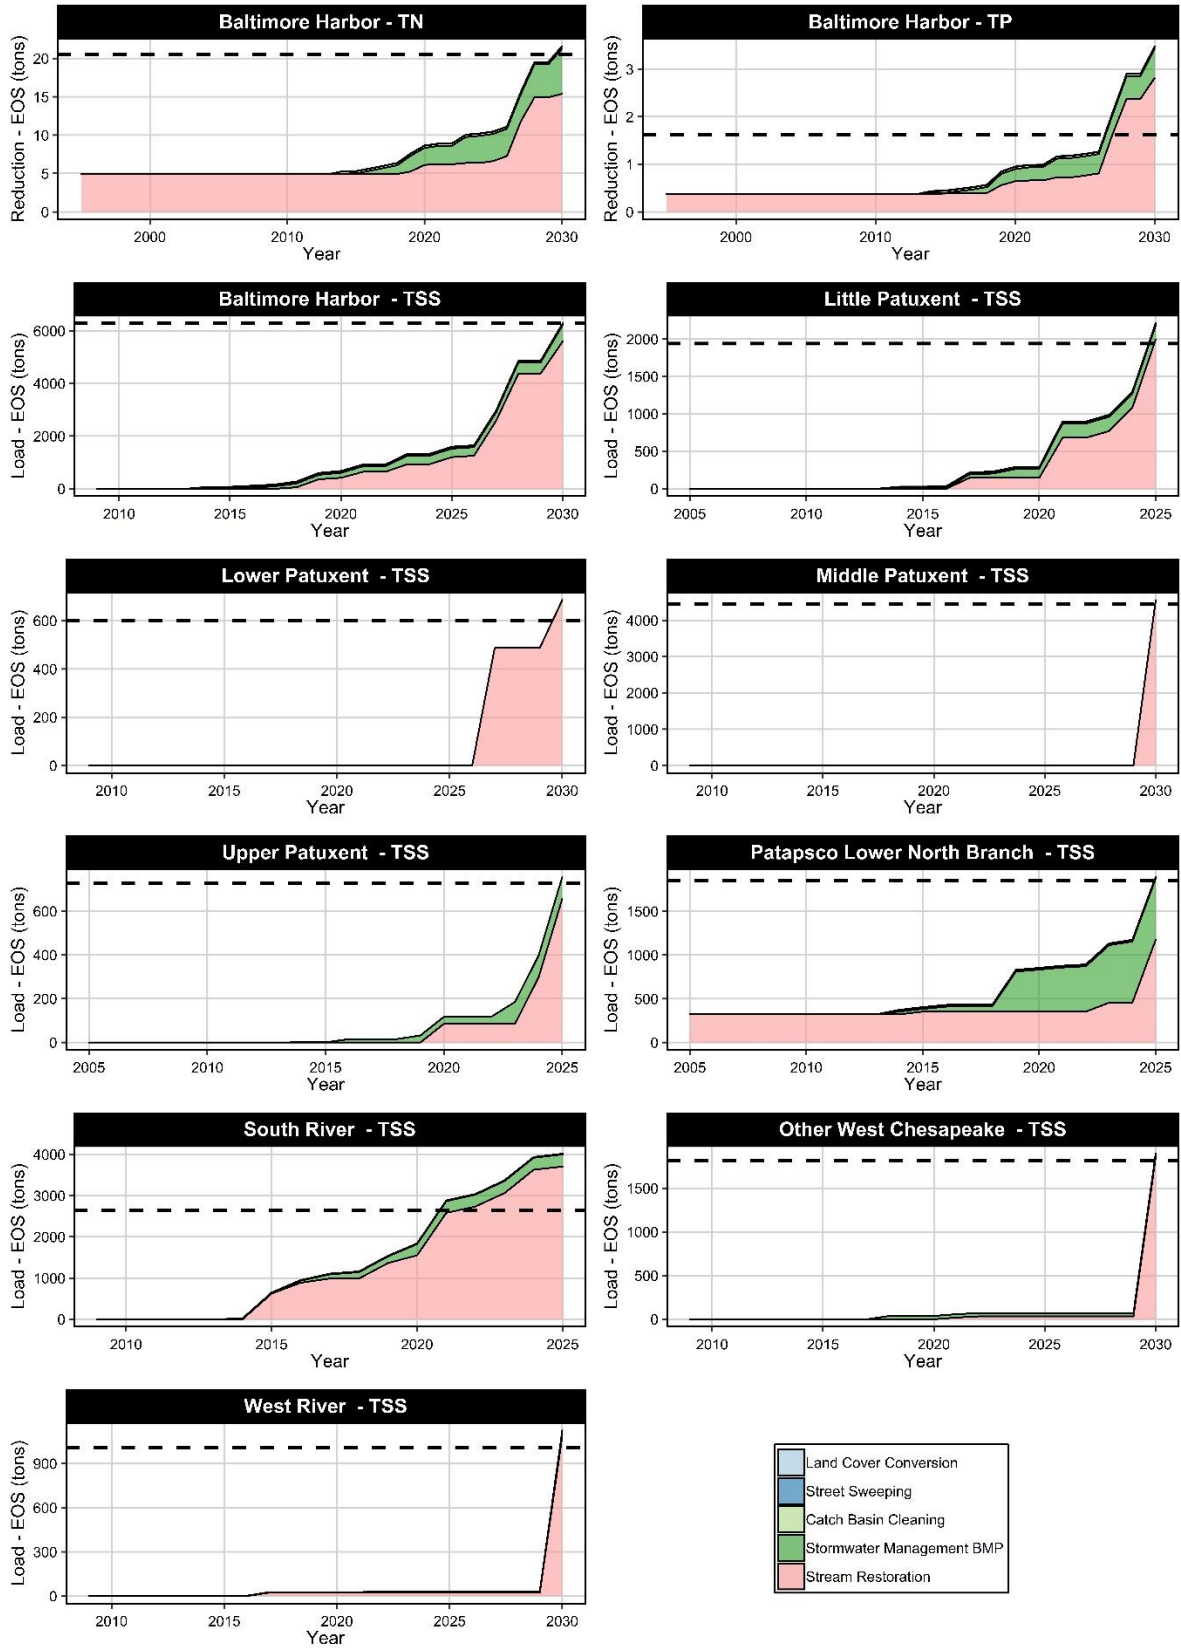 Baltimore Harbor - TN
Reduction - EOS (tons)
20
15
10
5
0
2000 2010 2020 2030
Year
Baltimore Harbor - TP
Reduction - EOS (tons)
3
2
1
0
2000 2010 2020 2030
Year
Baltimore Harbor - TSS
Load - EOS (tons)
6000
4000
2000
0
2010 2015 2020 2025 2030
Year
Little Patuxent - TSS
Load - EOS (tons)
2000
1500
1000
500
0
2005 2010 2015 2020 2025
Year
Lower Patuxent - TSS
Load - EOS (tons)
600
400
200
0
2010 2015 2020 2025 2030
Year
Middle Patuxent - TSS
Load - EOS (tons)
4000
3000
2000
1000
0
2010 2015 2020 2025 2030
Year
Upper Patuxent - TSS
Load - EOS (tons)
600
400
200
0
2005 2010 2015 2020 2025
Year
Patapsco Lower North Branch - TSS
Load - EOS (tons)
1500
1000
500
0
2005 2010 2015 2020 2025
Year
South River - TSS
Load - EOS (tons)
4000
3000
2000
1000
0
2010 2015 2020 2025
Year
Other West Chesapeake - TSS
Load - EOS (tons)
1500
1000
500
0
2010 2015 2020 2025 2030
Year
West River - TSS
Load - EOS (tons)
900
600
300
0
2010 2015 2020 2025 2030
Year
Land Cover Conversion
Street Sweeping
Catch Basin Cleaning
Stormwater Management BMP
Stream Restoration